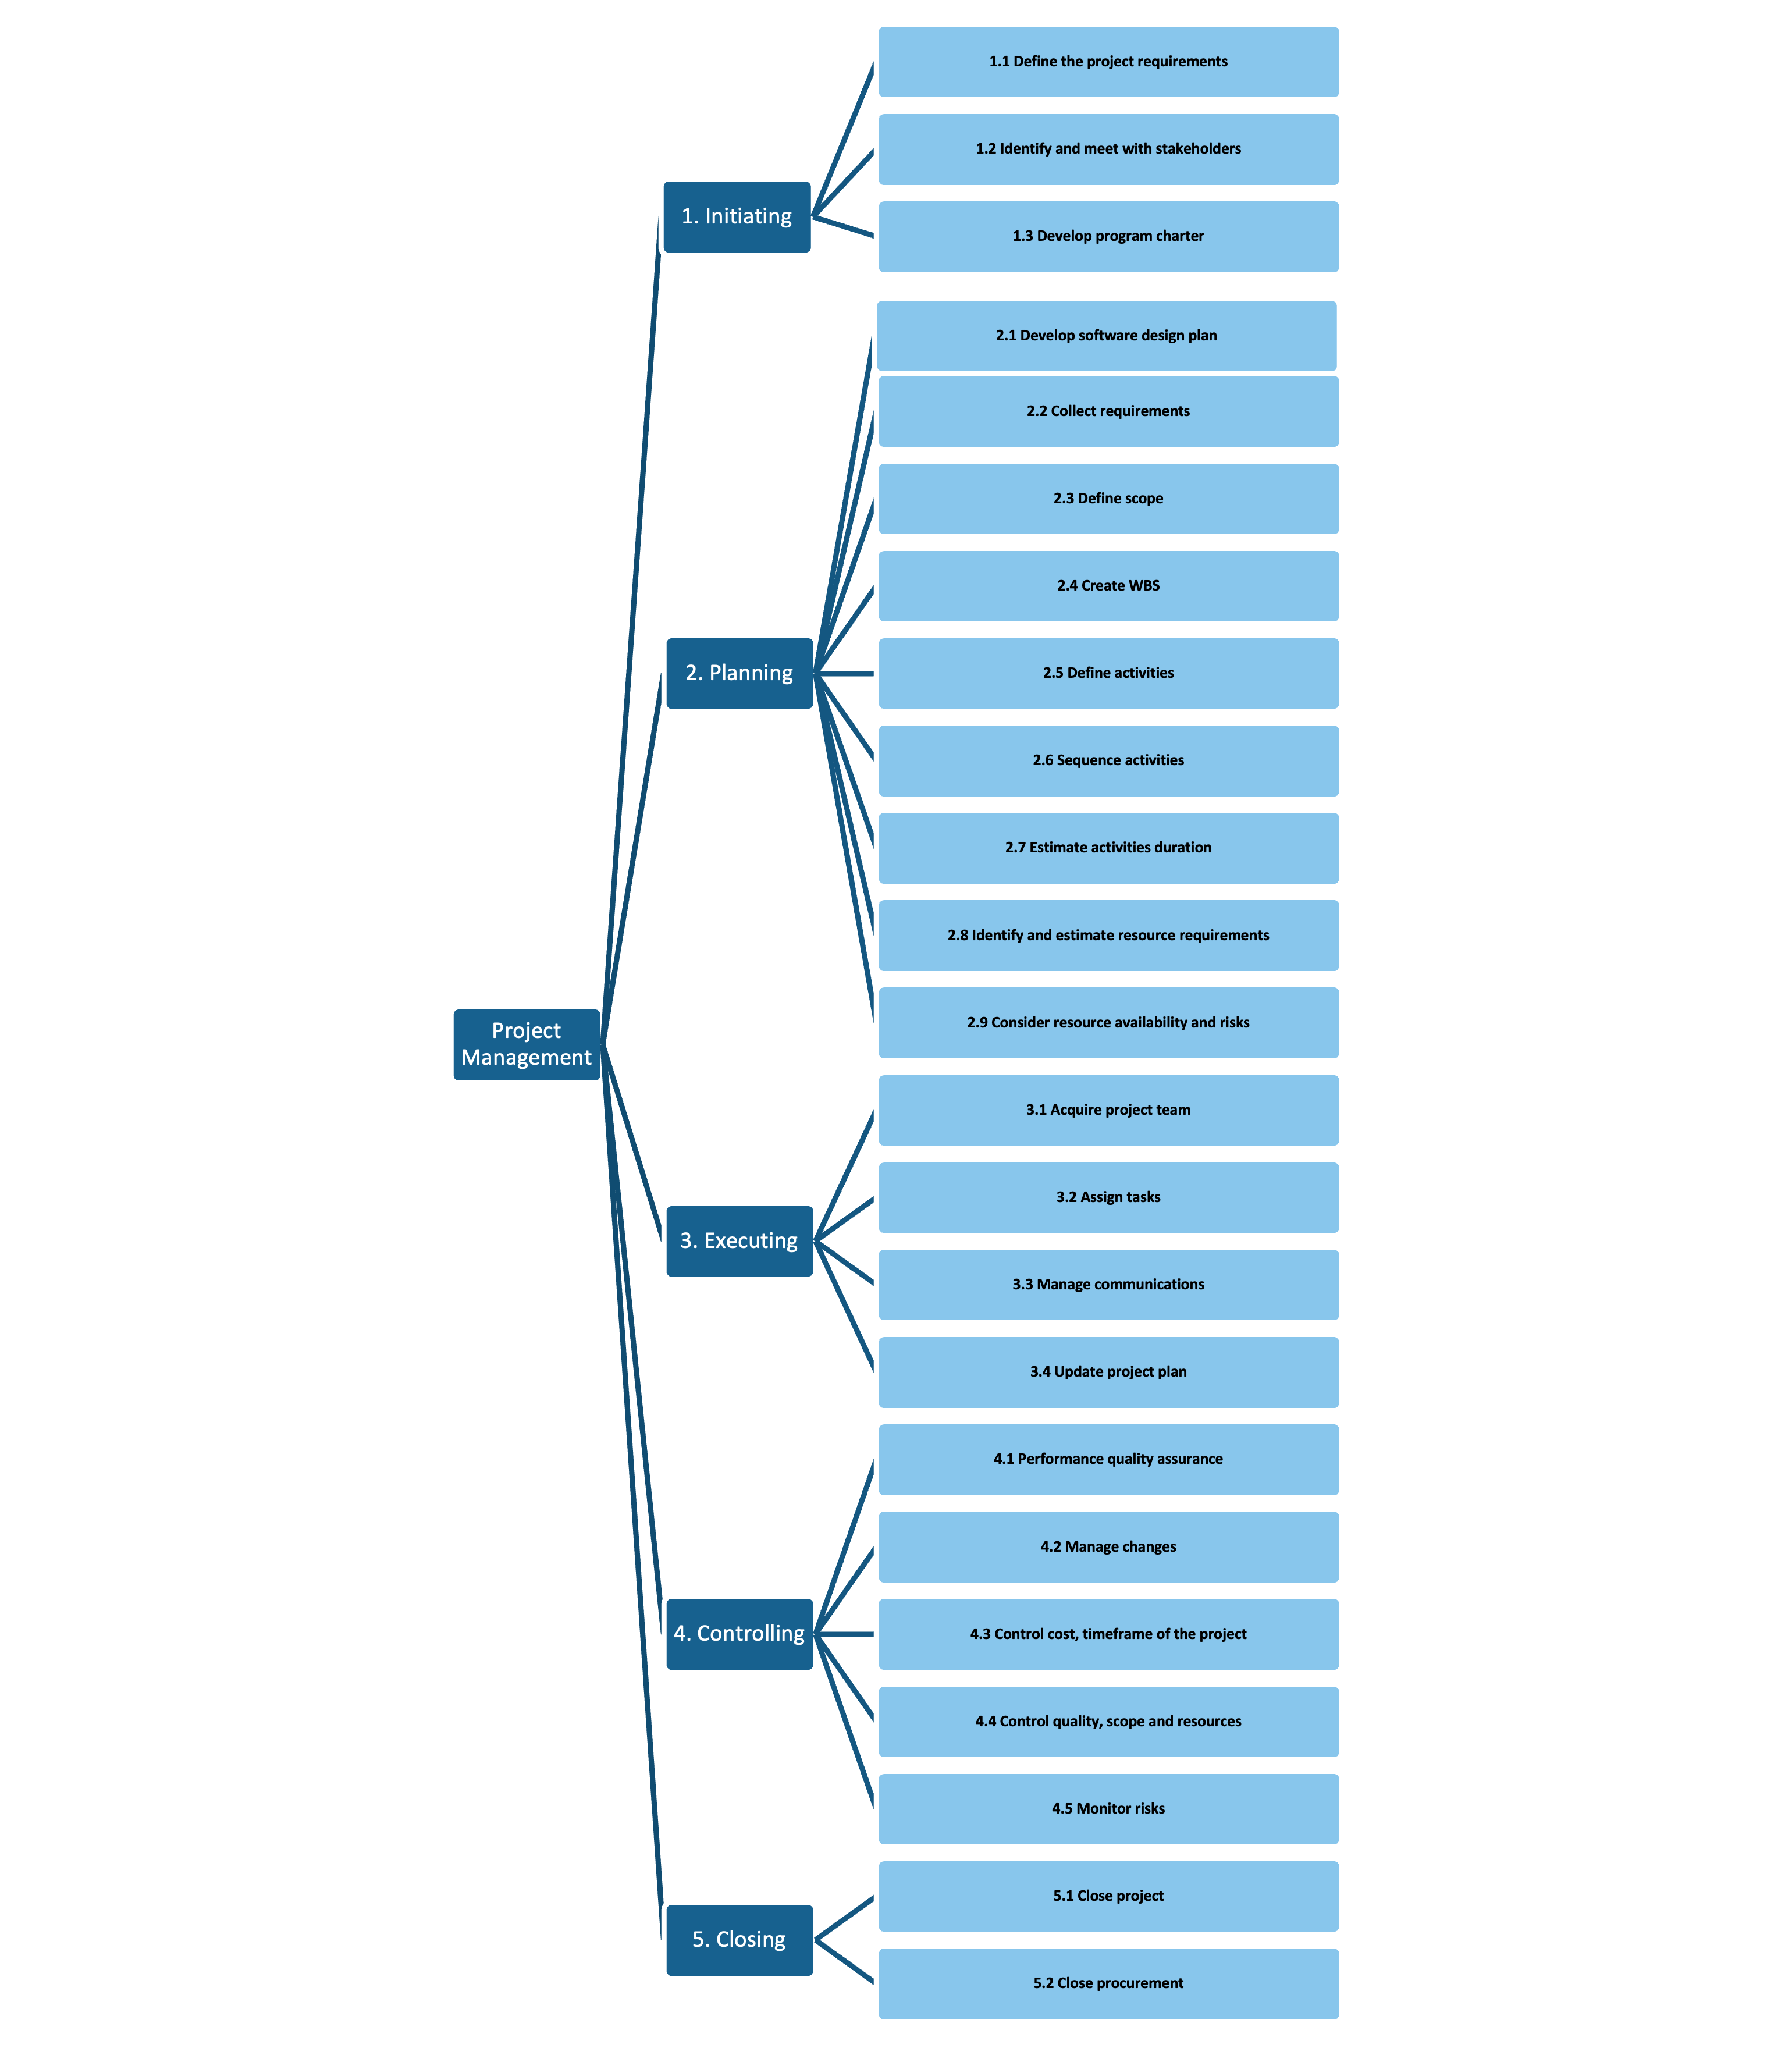 Project
Management
1. Initiating
1.1 Define the project requirements
1.2 Identify and meet with stakeholders
1.3 Develop program charter
2. Planning
2.1 Develop software design plan
2.2 Collect requirements
2.3 Define scope
2.4 Create WBS
2.5 Define activities
2.6 Sequence activities
2.7 Estimate activities duration
2.8 Identify and estimate resource requirements
2.9 Consider resource availability and risks
3. Executing
3.1 Acquire project team
3.2 Assign tasks
3.3 Manage communications
3.4 Update project plan
4. Controlling
4.1 Performance quality assurance
4.2 Manage changes
4.3 Control cost, timeframe of the project
4.4 Control quality, scope and resources
4.5 Monitor risks
5. Closing
5.1 Close project
5.2 Close procurement